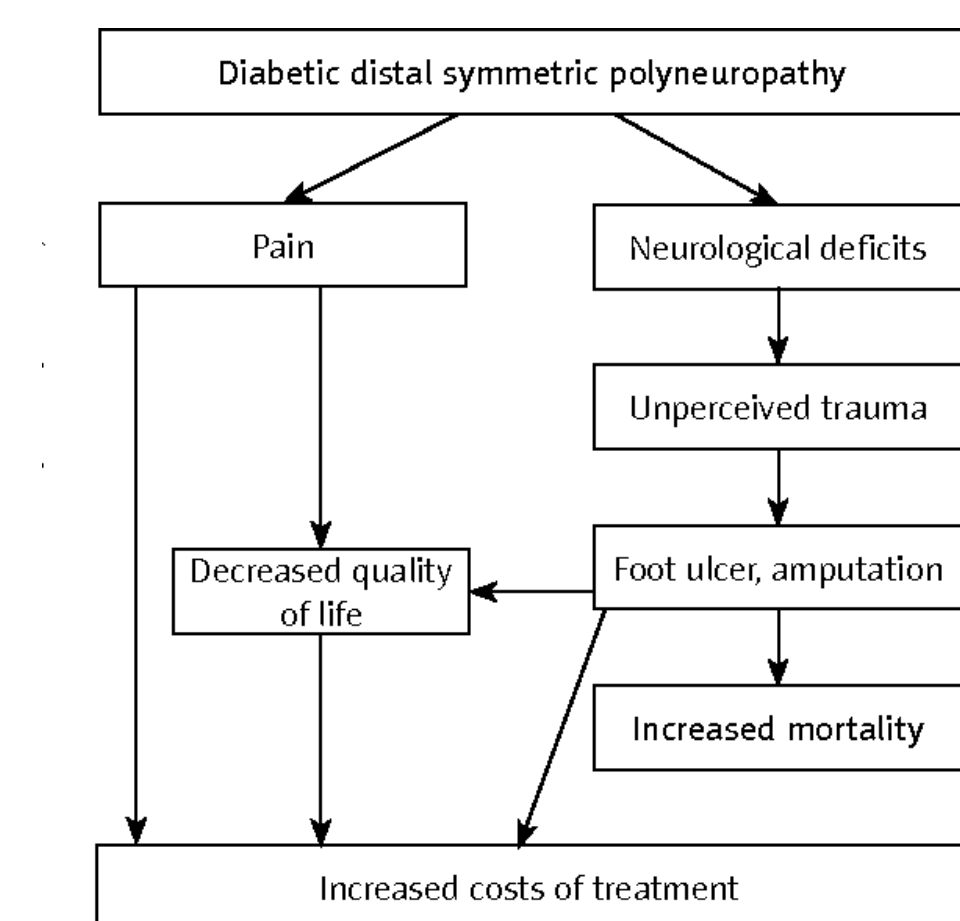 Diabetic distal symmetric polyneuropathy
Pain
Neurological deficits
Unperceived trauma
Decreased quality
of life
Foot ulcer, amputation
Increased mortality
Increased costs of treatment